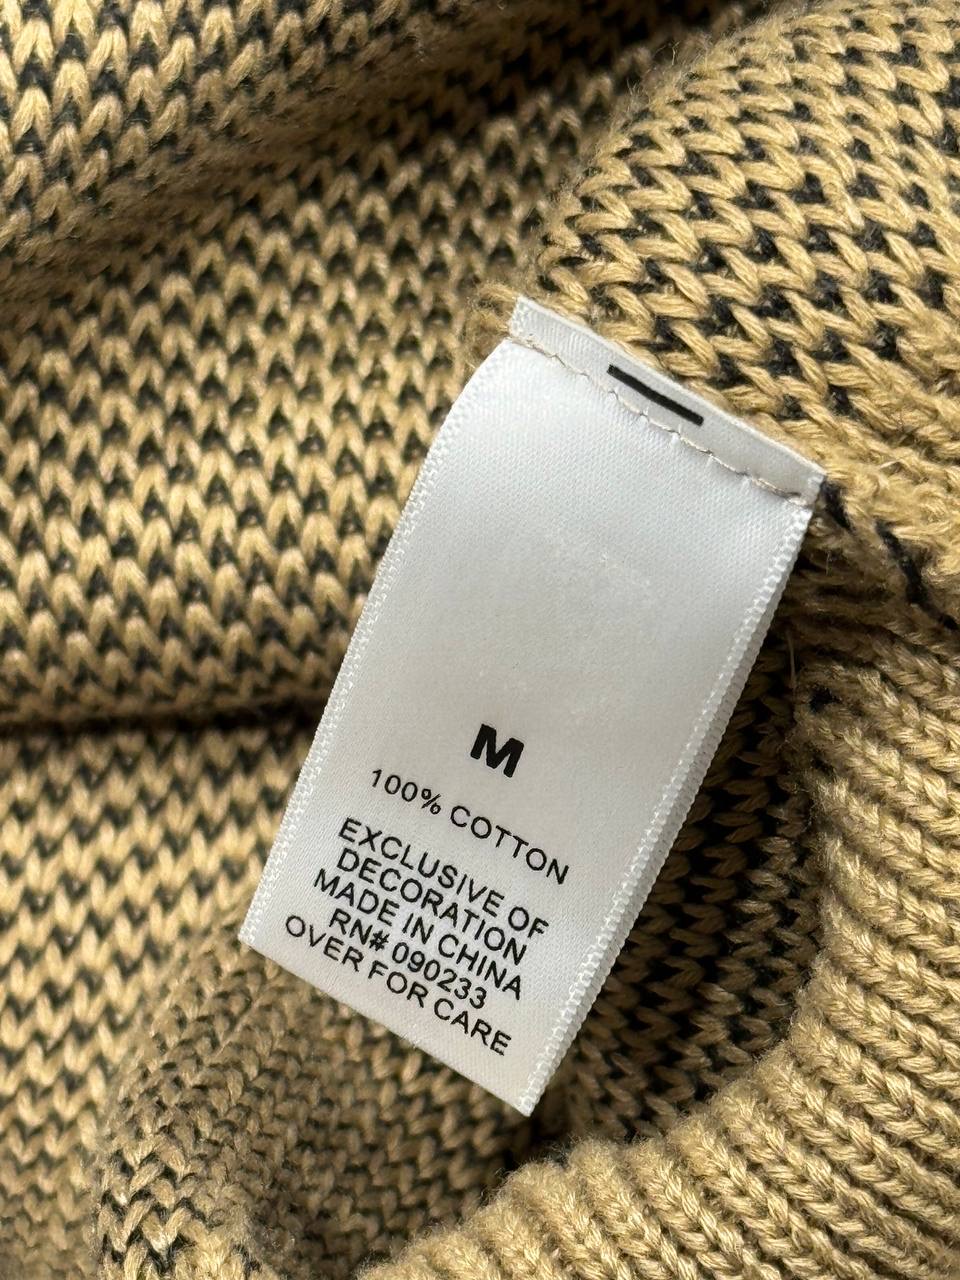 M
100% COTTON
EXCLUSIVE OF
DECORATION
MADE IN CHINA
RN# 090233
OVER FOR CARE